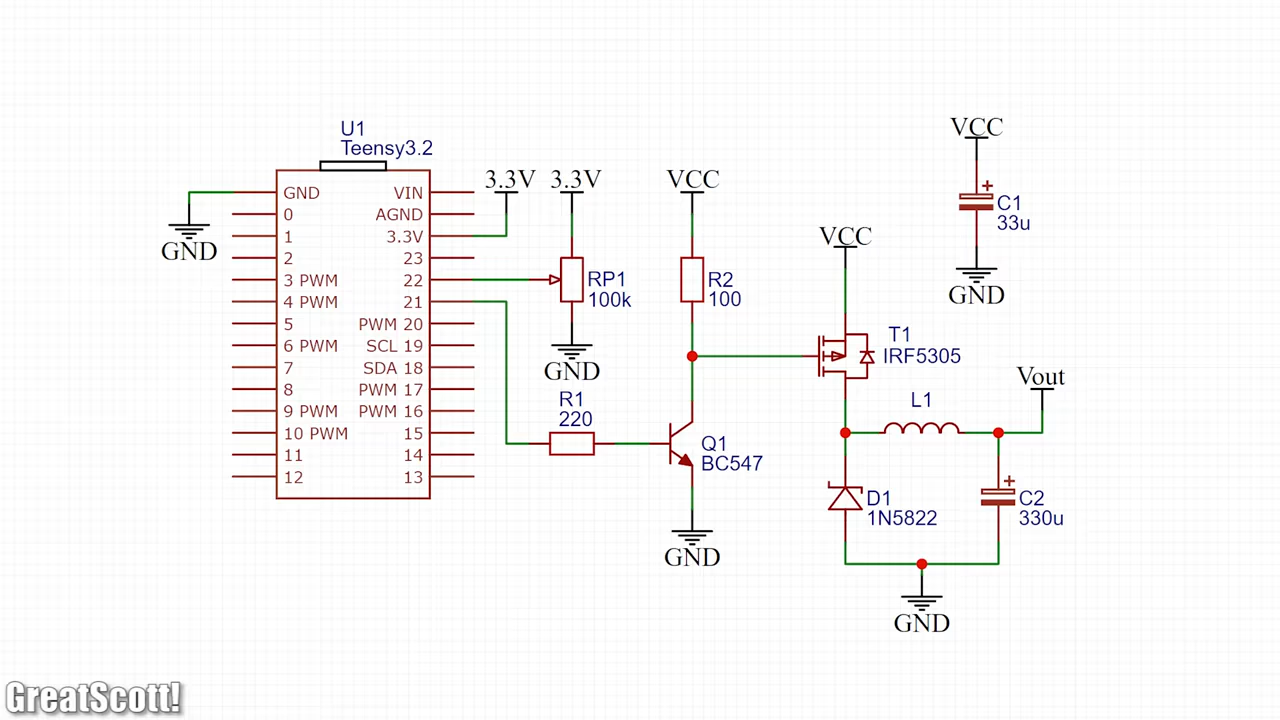 U1
Teensy3.2
GND
0
1
2
3 PWM
4 PWM
5
6 PWM
7
8
9 PWM
10 PWM
11
12
VIN
AGND
3.3V
23
22
21
PWM 20
SCL 19
SDA 18
PWM 17
PWM 16
15
14
13
GND
3.3V
3.3V
RP1
100k
GND
R1
220
VCC
R2
100
Q1
BC547
GND
VCC
T1
IRF5305
L1
Vout
D1
1N5822
C2
330u
GND
VCC
C1
33u
GND
+
+
GreatScott!